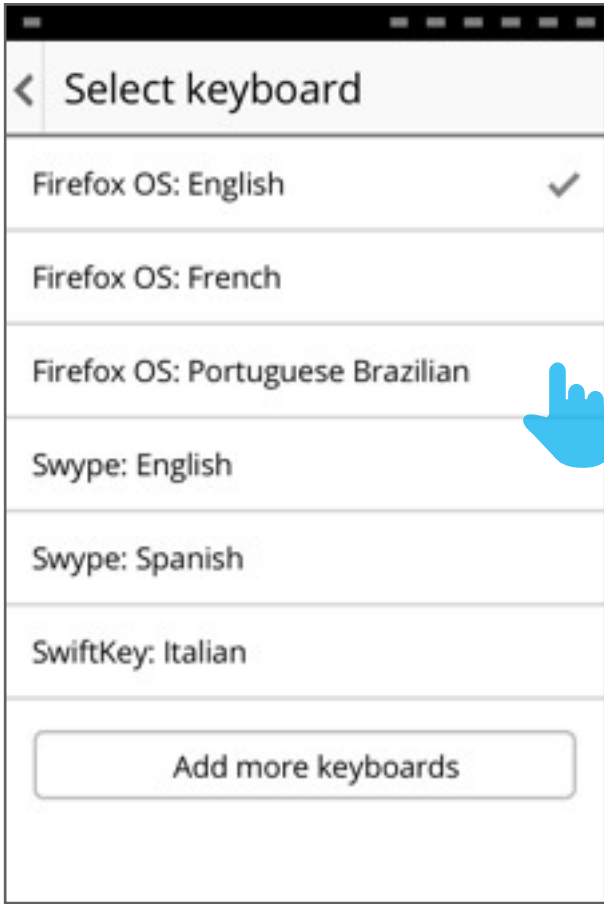 Select keyboard
Firefox OS: English
Firefox OS: French
Firefox OS: Portuguese Brazilian
Swype: English
Swype: Spanish
SwiftKey: Italian
Add more keyboards